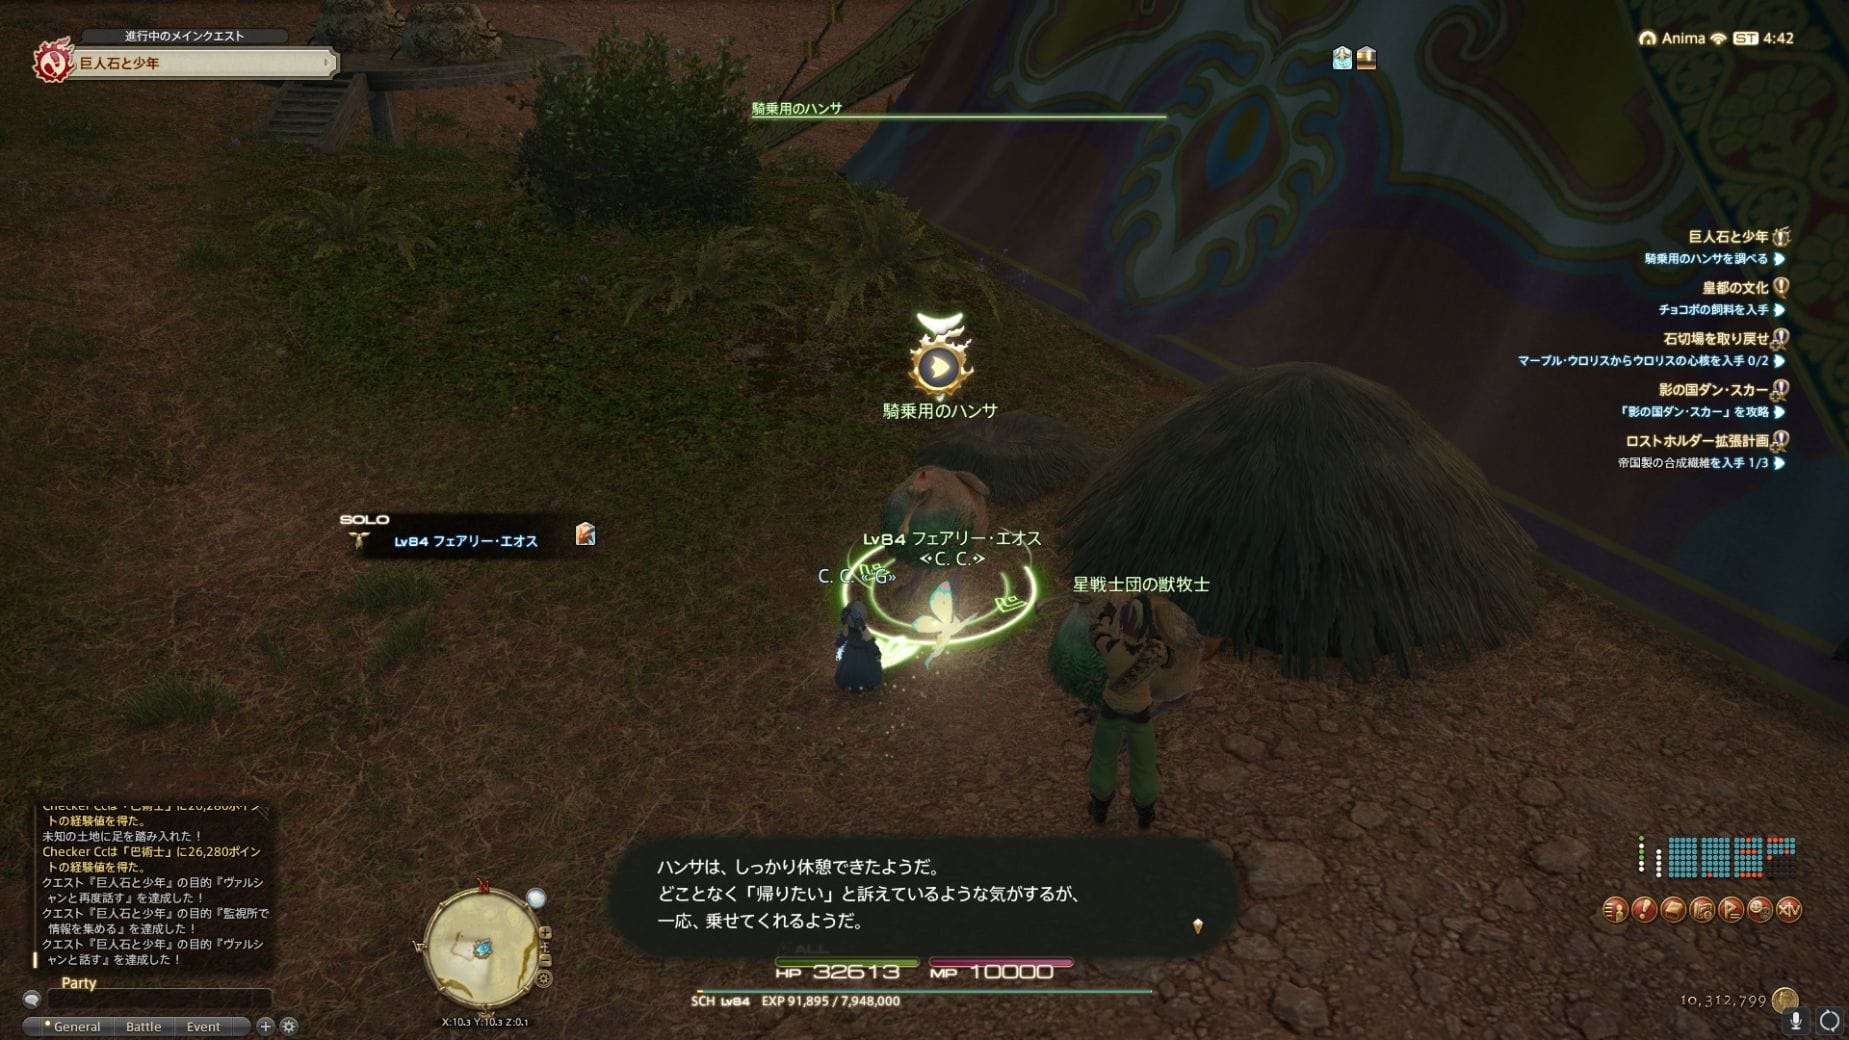 進行中のメインクエスト
巨人石と少年
Anima ST 4:42
騎乗用のハンサ
巨人石と少年
騎乗用のハンサを調べる
皇都の文化
チョコボの飼料を入手
石切場を取り戻せ
マーブル・ウロリスからウロリスの心核を入手 0/2
影の国ダン・スカー
「影の国ダン・スカー」を攻略
ロストホルダー拡張計画
帝国製の合成繊維を入手 1/3
騎乗用のハンサ
SOLO
Lv84 フェアリー・エオス
Lv84 フェアリー・エオス
«C. C.»
C. C. «G»
星戦士団の獣牧士
Checker Ccは「巴術士」に26,280ポイン
トの経験値を得た。
未知の土地に足を踏み入れた！
Checker Ccは「巴術士」に26,280ポイン
トの経験値を得た。
クエスト『巨人石と少年』の目的『ヴァルシ
ャンと再度話す』を達成した！
クエスト『巨人石と少年』の目的『監視所で
情報を集める』を達成した！
クエスト『巨人石と少年』の目的『ヴァルシ
ャンと話す』を達成した！
Party
General Battle Event
X:10.3 Y:10.3 Z:0.1
ハンサは、しっかり休憩できたようだ。
どことなく「帰りたい」と訴えているような気がするが、
一応、乗せてくれるようだ。
HP 32613 MP 10000
SCH Lv84 EXP 91,895 / 7,948,000
10,312,799